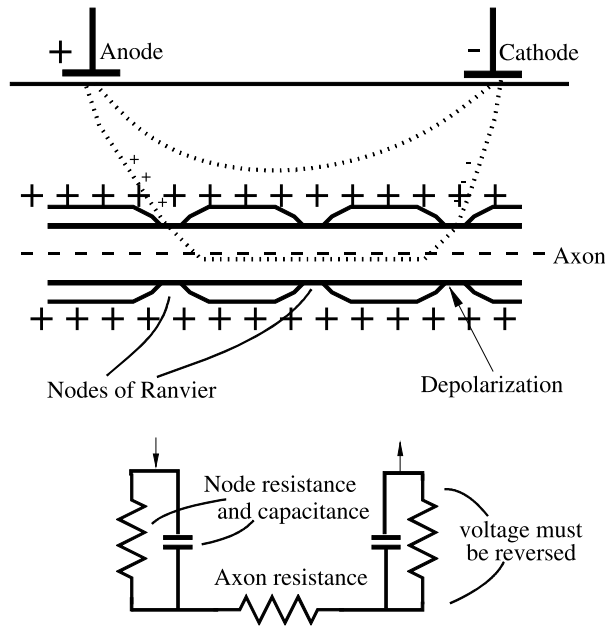 + Anode
- Cathode
+ + +
- - -
+ + + + + + + + + + + + + +
- - - - - - - - - - - - - - - - - - Axon
+ + + + + + + + + + + + + +
Nodes of Ranvier
Depolarization
Node resistance
and capacitance
voltage must
be reversed
Axon resistance